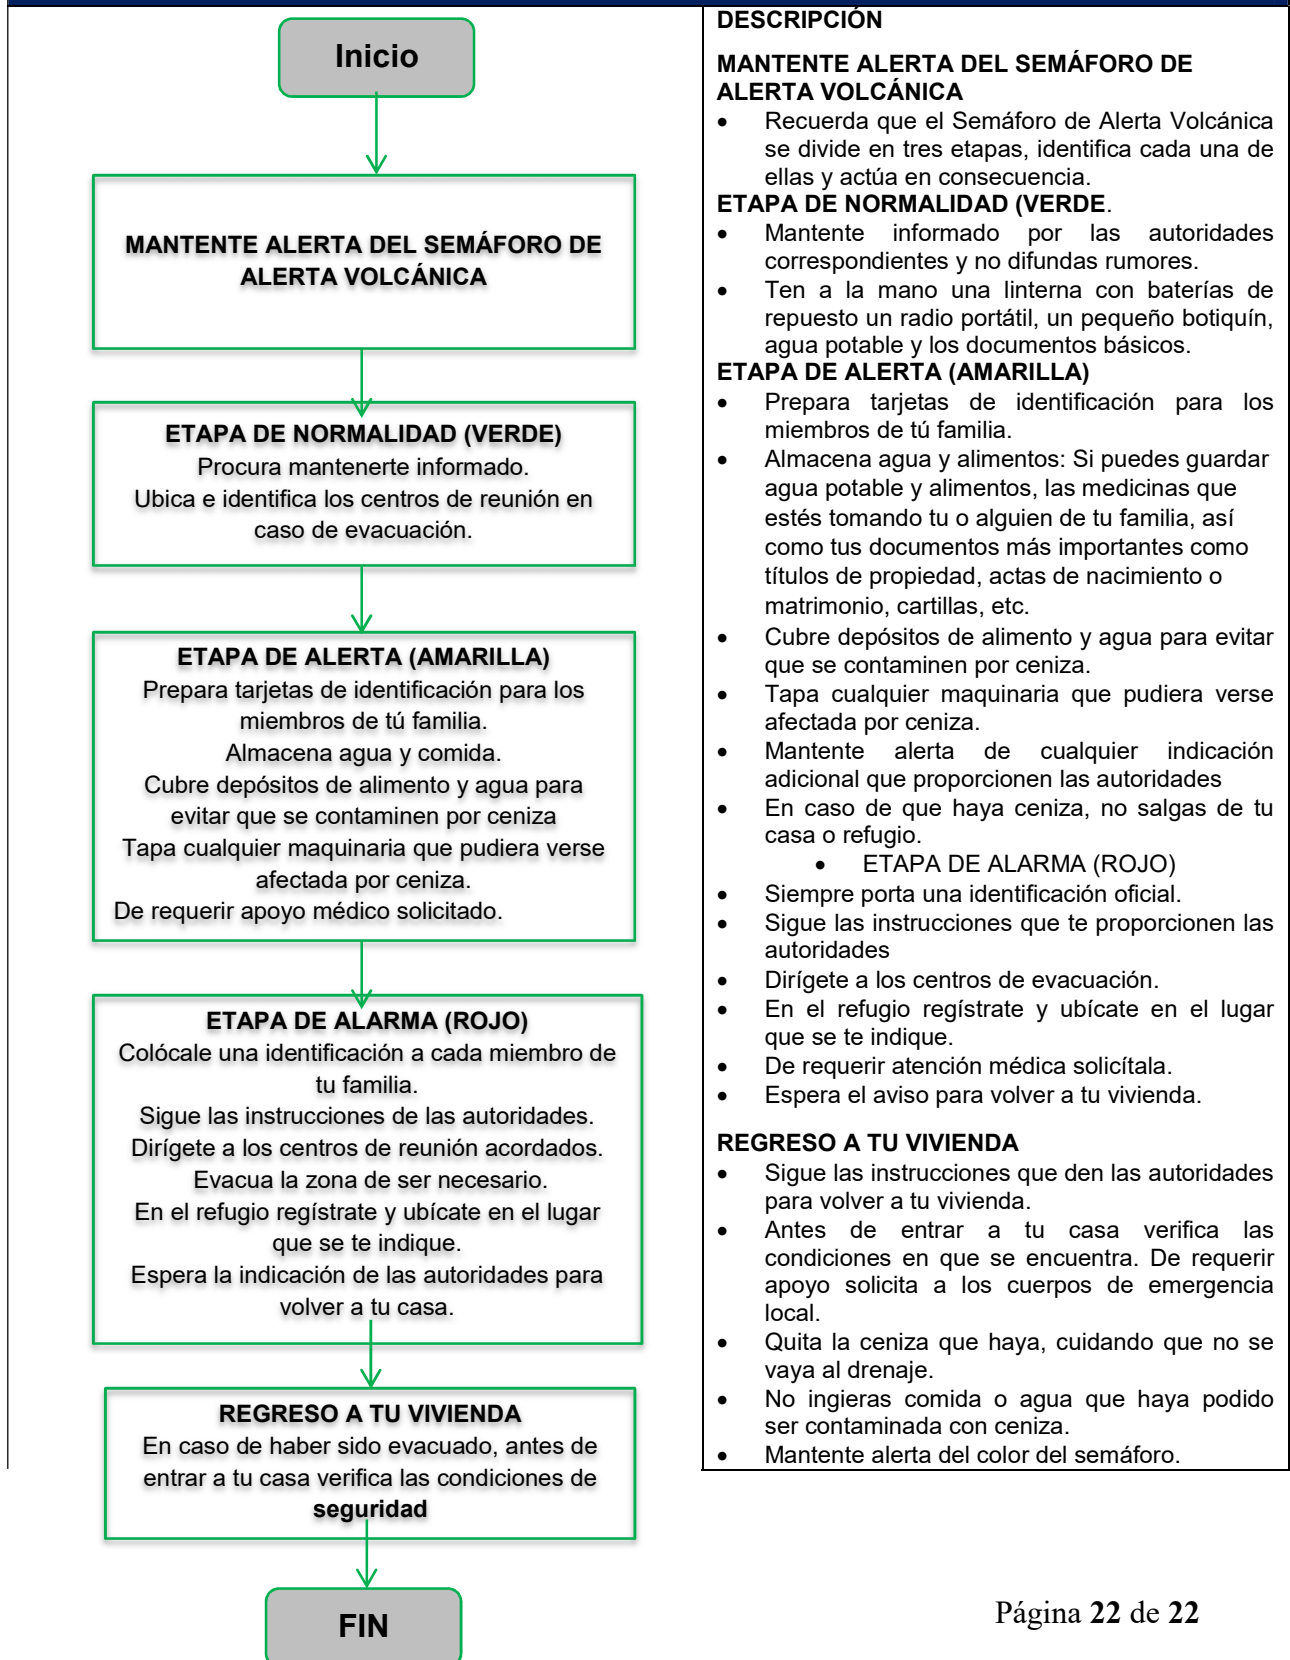 Inicio
MANTENTE ALERTA DEL SEMÁFORO DE
ALERTA VOLCÁNICA
ETAPA DE NORMALIDAD (VERDE)
Procura mantenerte informado.
Ubica e identifica los centros de reunión en
caso de evacuación.
ETAPA DE ALERTA (AMARILLA)
Prepara tarjetas de identificación para los
miembros de tú familia.
Almacena agua y comida.
Cubre depósitos de alimento y agua para
evitar que se contaminen por ceniza
Tapa cualquier maquinaria que pudiera verse
afectada por ceniza.
De requerir apoyo médico solicitado.
ETAPA DE ALARMA (ROJO)
Colócale una identificación a cada miembro de
tu familia.
Sigue las instrucciones de las autoridades.
Dirígete a los centros de reunión acordados.
Evacua la zona de ser necesario.
En el refugio regístrate y ubícate en el lugar
que se te indique.
Espera la indicación de las autoridades para
volver a tu casa.
REGRESO A TU VIVIENDA
En caso de haber sido evacuado, antes de
entrar a tu casa verifica las condiciones de
seguridad
FIN
DESCRIPCIÓN
MANTENTE ALERTA DEL SEMÁFORO DE
ALERTA VOLCÁNICA
• Recuerda que el Semáforo de Alerta Volcánica
se divide en tres etapas, identifica cada una de
ellas y actúa en consecuencia.
ETAPA DE NORMALIDAD (VERDE.
• Mantente informado por las autoridades
correspondientes y no difundas rumores.
• Ten a la mano una linterna con baterías de
repuesto un radio portátil, un pequeño botiquín,
agua potable y los documentos básicos.
ETAPA DE ALERTA (AMARILLA)
• Prepara tarjetas de identificación para los
miembros de tú familia.
• Almacena agua y alimentos: Si puedes guardar
agua potable y alimentos, las medicinas que
estés tomando tu o alguien de tu familia, así
como tus documentos más importantes como
títulos de propiedad, actas de nacimiento o
matrimonio, cartillas, etc.
• Cubre depósitos de alimento y agua para evitar
que se contaminen por ceniza.
• Tapa cualquier maquinaria que pudiera verse
afectada por ceniza.
• Mantente alerta de cualquier indicación
adicional que proporcionen las autoridades
• En caso de que haya ceniza, no salgas de tu
casa o refugio.
• ETAPA DE ALARMA (ROJO)
• Siempre porta una identificación oficial.
• Sigue las instrucciones que te proporcionen las
autoridades
• Dirígete a los centros de evacuación.
• En el refugio regístrate y ubícate en el lugar
que se te indique.
• De requerir atención médica solicítala.
• Espera el aviso para volver a tu vivienda.
REGRESO A TU VIVIENDA
• Sigue las instrucciones que den las autoridades
para volver a tu vivienda.
• Antes de entrar a tu casa verifica las
condiciones en que se encuentra. De requerir
apoyo solicita a los cuerpos de emergencia
local.
• Quita la ceniza que haya, cuidando que no se
vaya al drenaje.
• No ingieras comida o agua que haya podido
ser contaminada con ceniza.
• Mantente alerta del color del semáforo.
Página 22 de 22